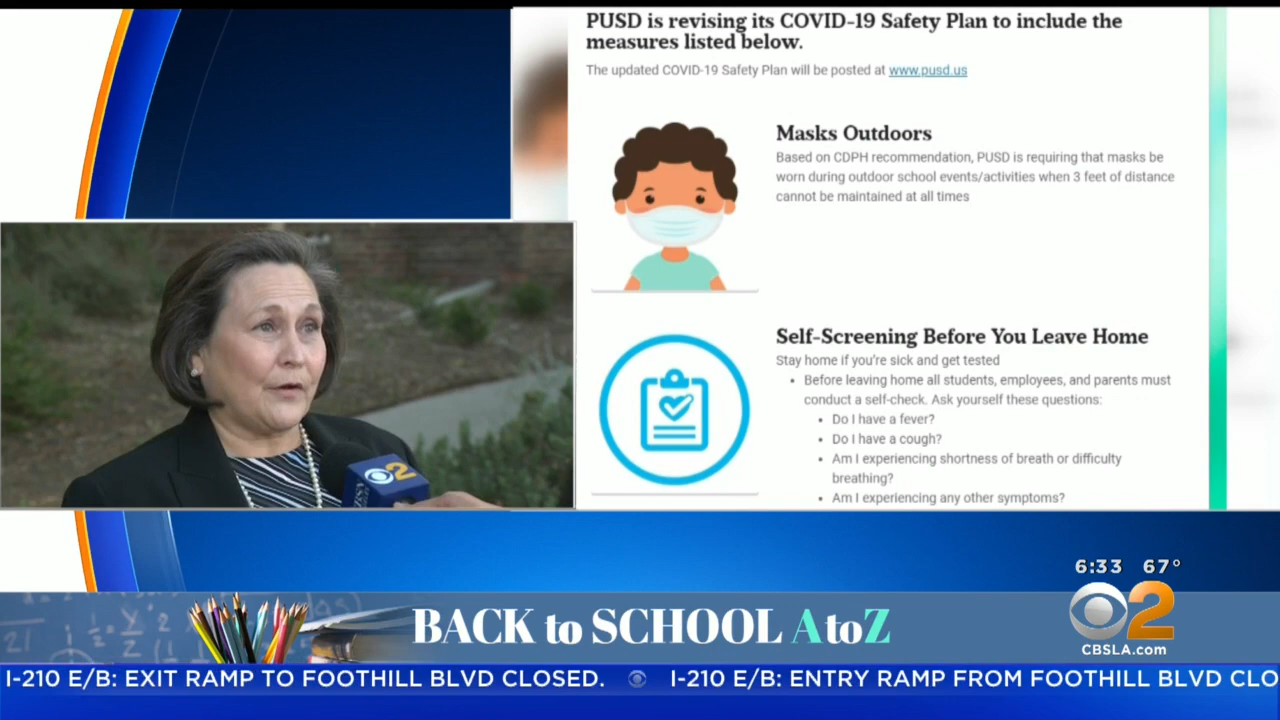 PUSD is revising its COVID-19 Safety Plan to include the
measures listed below.
The updated COVID-19 Safety Plan will be posted at www.pusd.us
Masks Outdoors
Based on CDPH recommendation, PUSD is requiring that masks be
worn during outdoor school events/activities when 3 feet of distance
cannot be maintained at all times
Self-Screening Before You Leave Home
Stay home if you're sick and get tested
• Before leaving home all students, employees, and parents must
conduct a self-check. Ask yourself these questions:
• Do I have a fever?
• Do I have a cough?
• Am I experiencing shortness of breath or difficulty
breathing?
• Am I experiencing any other symptoms?
2
6:33 67°
2
CBSLA.com
BACK to SCHOOL A to Z
I-210 E/B: EXIT RAMP TO FOOTHILL BLVD CLOSED. I-210 E/B: ENTRY RAMP FROM FOOTHILL BLVD CLO